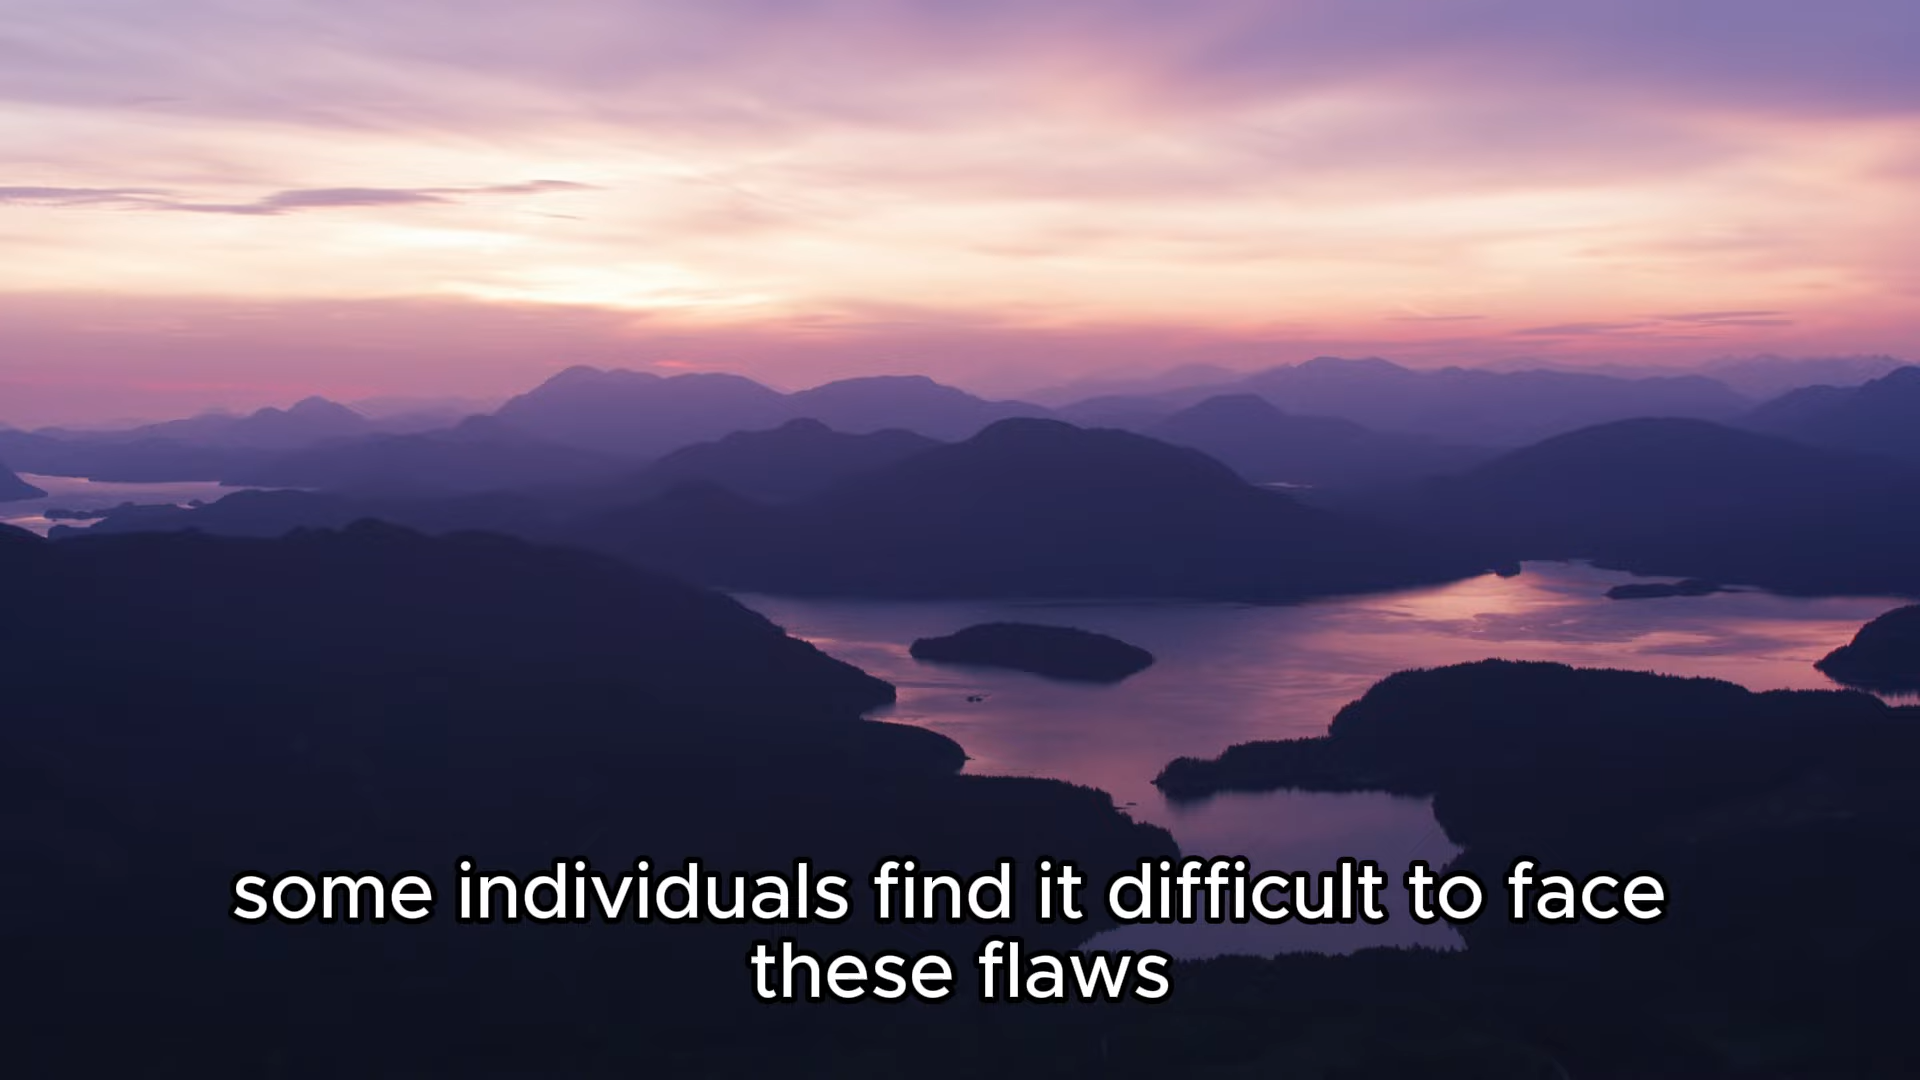 some individuals find it difficult to face
these flaws